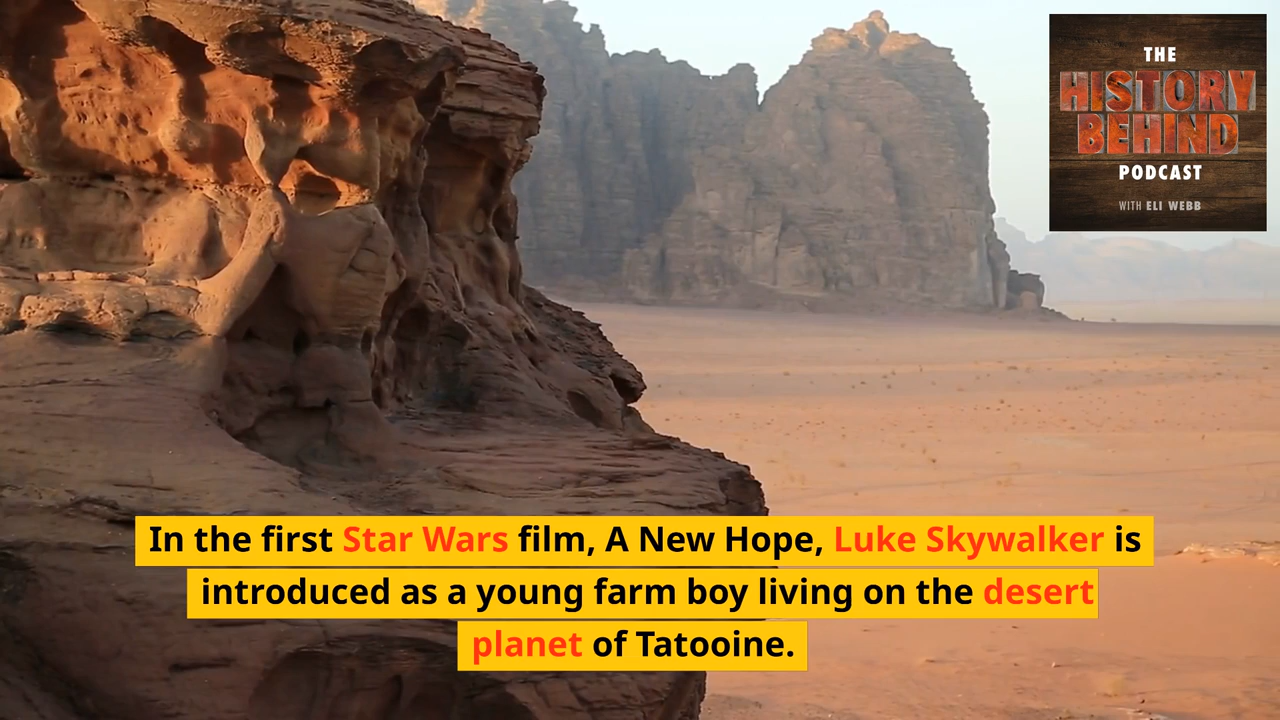 THE
HISTORY
BEHIND
PODCAST
WITH ELI WEBB
In the first Star Wars film, A New Hope, Luke Skywalker is
introduced as a young farm boy living on the desert
planet of Tatooine.